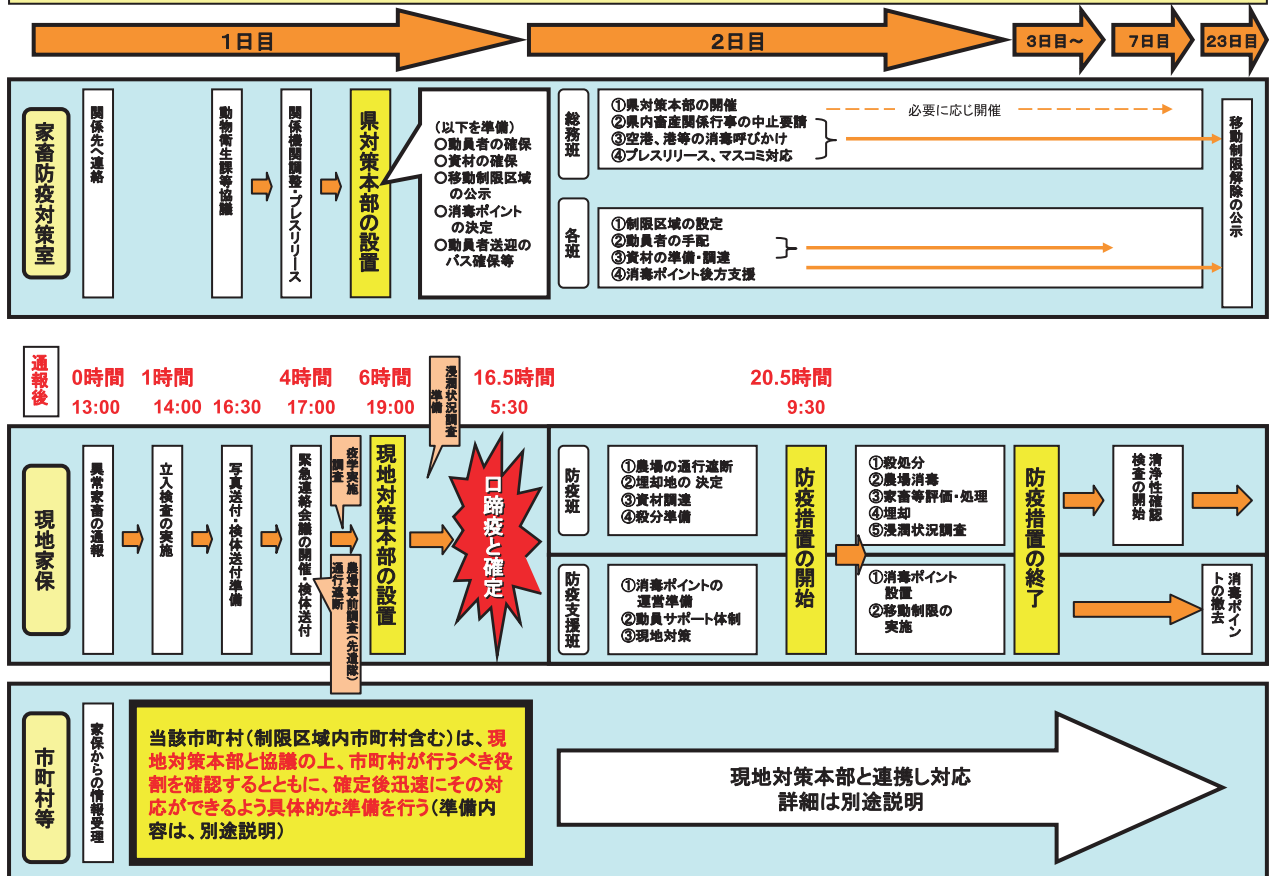 1日目
2日目
3日目～
7日目
23日目
家畜防疫対策室
関係先へ連絡
動物衛生課等協議
関係機関調整・プレスリリース
県対策本部の設置
(以下を準備)
○動員者の確保
○資材の確保
○移動制限区域
の公示
○消毒ポイント
の決定
○動員者送迎の
バス確保等
総務班
①県対策本部の開催
②県内畜産関係行事の中止要請
③空港、港等の消毒呼びかけ
④プレスリリース、マスコミ対応
必要に応じ開催
各班
①制限区域の設定
②動員者の手配
③資材の準備・調達
④消毒ポイント後方支援
移動制限解除の公示
通報後
0時間
1時間
4時間
6時間
16.5時間
20.5時間
13:00
14:00
16:30
17:00
19:00
5:30
9:30
浸潤状況調査
準備
現地家保
異常家畜の通報
立入検査の実施
写真送付・検体送付準備
緊急連絡会議の開催・検体送付
疫学実施
調査
農場事前調査(先遣隊)
通行遮断
現地対策本部の設置
口蹄疫と確定
防疫班
①農場の通行遮断
②埋却地の 決定
③資材調達
④殺分準備
防疫支援班
①消毒ポイントの
運営準備
②動員サポート体制
③現地対策
防疫措置の開始
①殺処分
②農場消毒
③家畜等評価・処理
④埋却
⑤浸潤状況調査
①消毒ポイント
設置
②移動制限の
実施
防疫措置の終了
清浄性確認
検査の開始
消毒ポイン
トの撤去
市町村等
家保からの情報受理
当該市町村(制限区域内市町村含む)は、現
地対策本部と協議の上、市町村が行うべき役
割を確認するとともに、確定後迅速にその対
応ができるよう具体的な準備を行う(準備内
容は、別途説明)
現地対策本部と連携し対応
詳細は別途説明